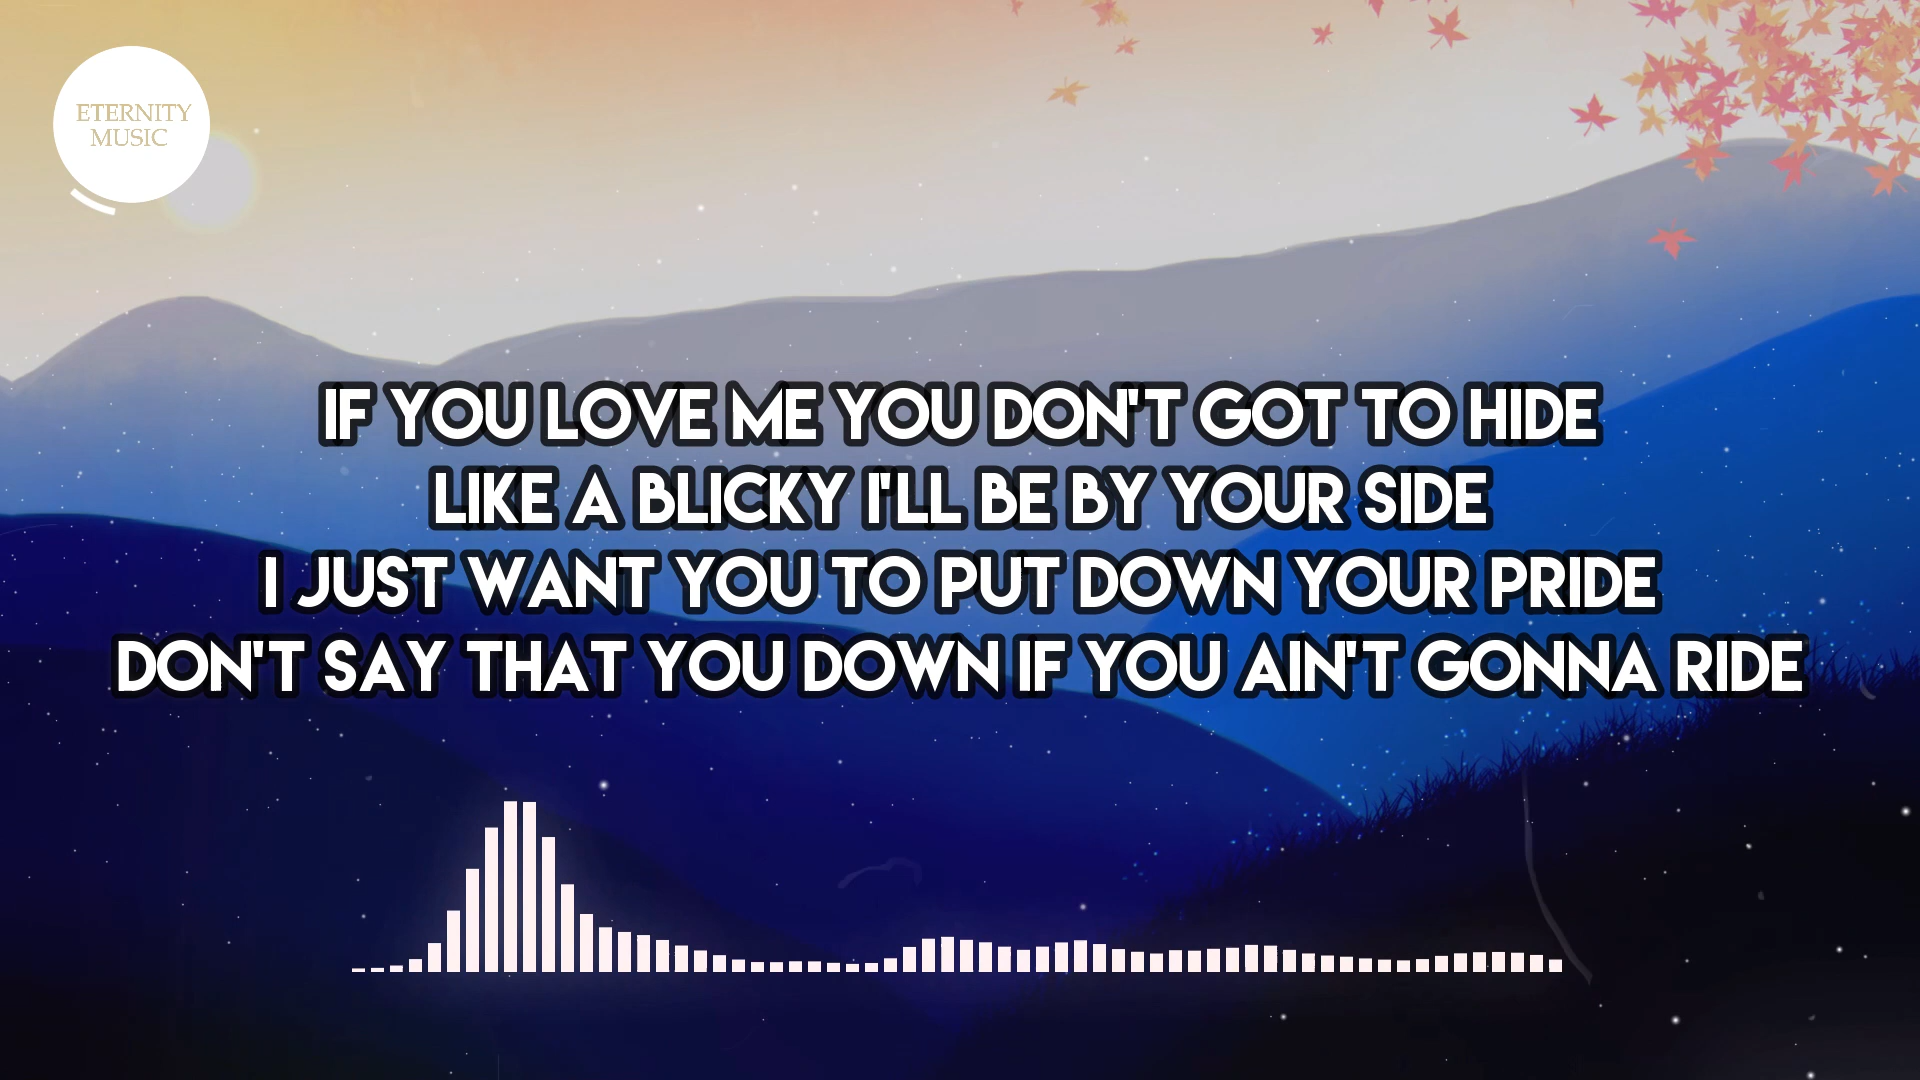 ETERNITY
MUSIC
IF YOU LOVE ME YOU DON'T GOT TO HIDE
LIKE A BLICKY I'LL BE BY YOUR SIDE
I JUST WANT YOU TO PUT DOWN YOUR PRIDE
DON'T SAY THAT YOU DOWN IF YOU AIN'T GONNA RIDE